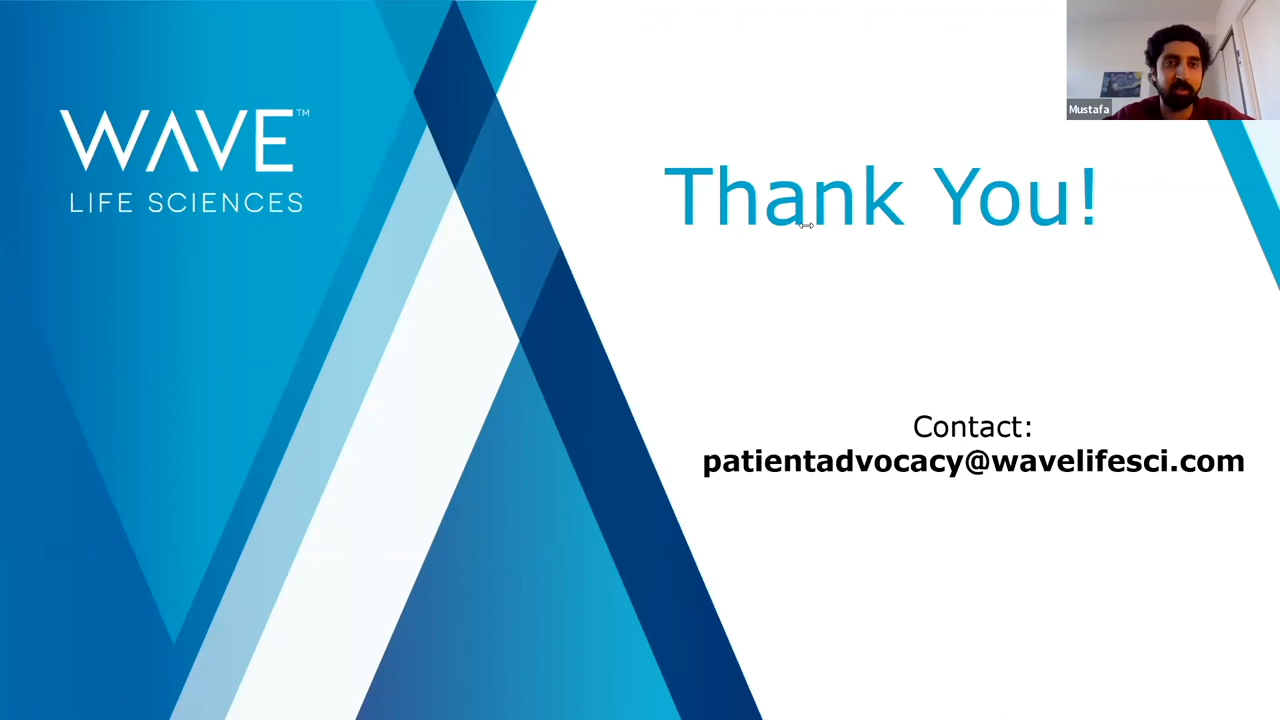 WAVE™
LIFE SCIENCES
Mustafa
Thank You!
Contact:
patientadvocacy@wavelifesci.com